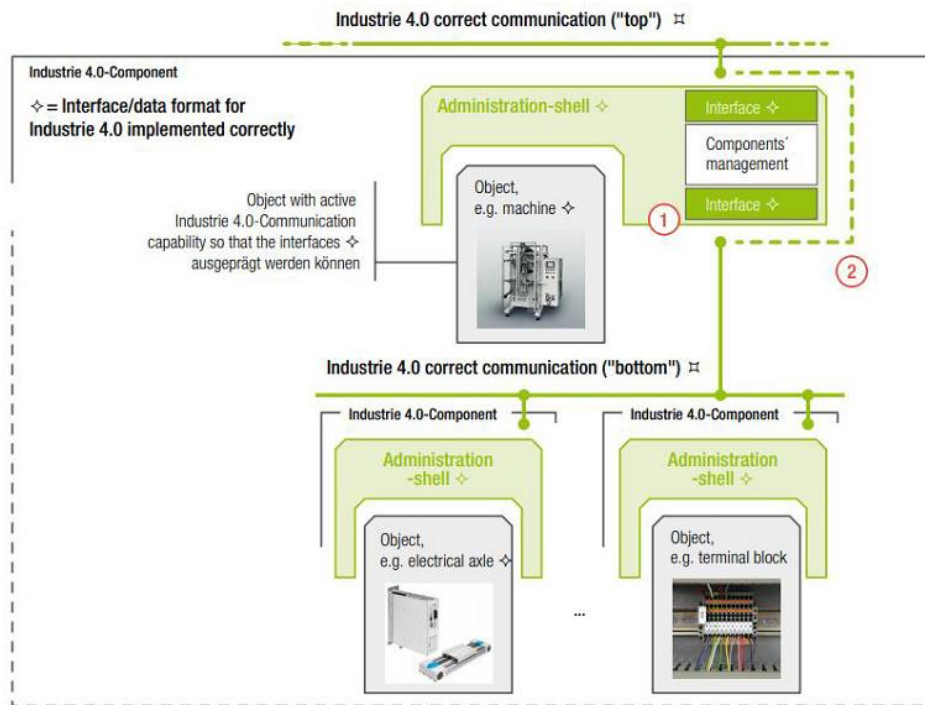 Industrie 4.0 correct communication ("top") ⌑
Industrie 4.0-Component
✧ = Interface/data format for
Industrie 4.0 implemented correctly
Administration-shell ✧
Interface ✧
Components´
management
Interface ✧
Object,
e.g. machine ✧
Object with active
Industrie 4.0-Communication
capability so that the interfaces ✧
ausgeprägt werden können
1
2
Industrie 4.0 correct communication ("bottom") ⌑
Industrie 4.0-Component
Administration
-shell ✧
Object,
e.g. electrical axle ✧
...
Industrie 4.0-Component
Administration
-shell ✧
Object,
e.g. terminal block